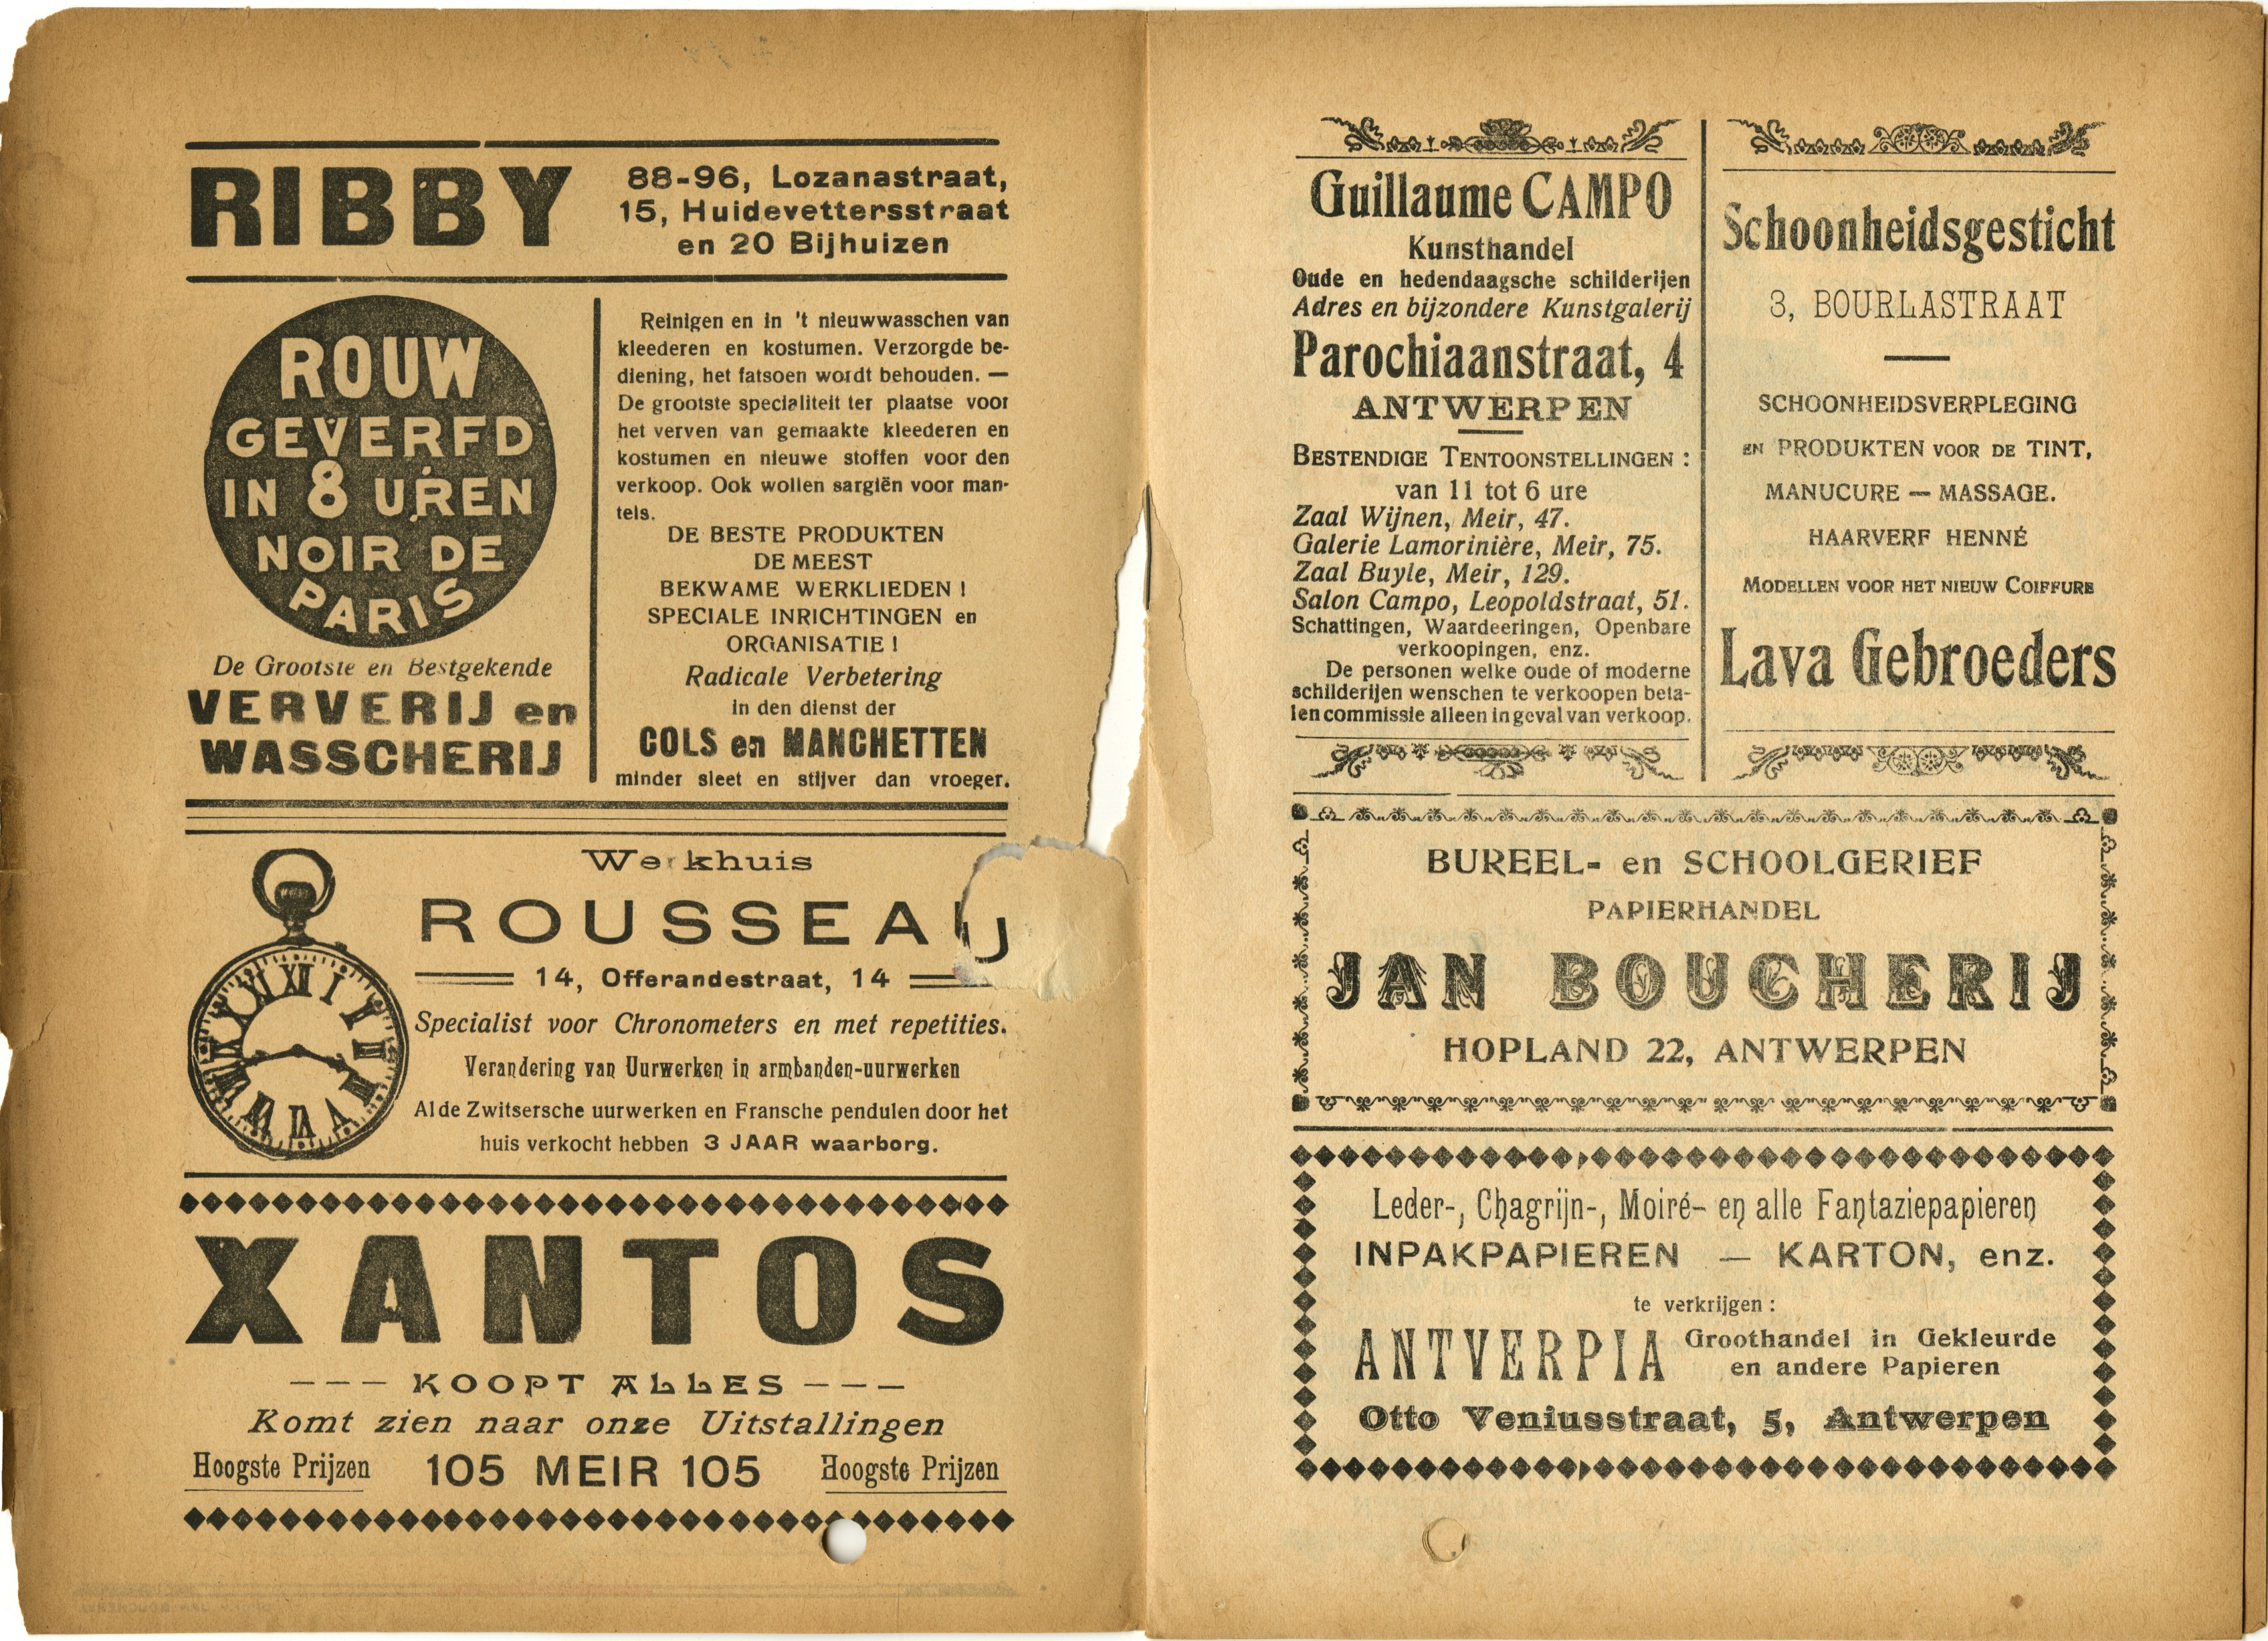 RIBBY
88-96, Lozanastraat,
15, Huidevettersstraat
en 20 Bijhuizen
ROUW
GEVERFD
IN 8 UREN
NOIR DE
PARIS
De Grootste en Bestgekende
VERVERIJ en
WASSCHERIJ
Reinigen en in 't nieuwwasschen van
kleederen en kostumen. Verzorgde be-
diening, het fatsoen wordt behouden. —
De grootste specialiteit ter plaatse voor
het verven van gemaakte kleederen en
kostumen en nieuwe stoffen voor den
verkoop. Ook wollen sargiën voor man-
tels.
DE BESTE PRODUKTEN
DE MEEST
BEKWAME WERKLIEDEN !
SPECIALE INRICHTINGEN en
ORGANISATIE !
Radicale Verbetering
in den dienst der
COLS en MANCHETTEN
minder sleet en stijver dan vroeger.
Werkhuis
ROUSSEAU
14, Offerandestraat, 14
Specialist voor Chronometers en met repetities.
Verandering van Uurwerken in armbanden-uurwerken
Al de Zwitsersche uurwerken en Fransche pendulen door het
huis verkocht hebben 3 JAAR waarborg.
XII I II III IIII V VI VII VIII IX X XI
XANTOS
--- KOOPT ALLES ---
Komt zien naar onze Uitstallingen
Hoogste Prijzen 105 MEIR 105 Hoogste Prijzen
Guillaume CAMPO
Kunsthandel
Oude en hedendaagsche schilderijen
Adres en bijzondere Kunstgalerij
Parochiaanstraat, 4
ANTWERPEN
BESTENDIGE TENTOONSTELLINGEN :
van 11 tot 6 ure
Zaal Wijnen, Meir, 47.
Galerie Lamorinière, Meir, 75.
Zaal Buyle, Meir, 129.
Salon Campo, Leopoldstraat, 51.
Schattingen, Waardeeringen, Openbare
verkoopingen, enz.
De personen welke oude of moderne
schilderijen wenschen te verkoopen beta-
len commissie alleen in geval van verkoop.
Schoonheidsgesticht
3, BOURLASTRAAT
SCHOONHEIDSVERPLEGING
EN PRODUKTEN VOOR DE TINT,
MANUCURE — MASSAGE.
HAARVERF HENNÉ
MODELLEN VOOR HET NIEUW COIFFURE
Lava Gebroeders
BUREEL- en SCHOOLGERIEF
PAPIERHANDEL
JAN BOUCHERIJ
HOPLAND 22, ANTWERPEN
Leder-, Chagrijn-, Moiré- en alle Fantaziepapieren
INPAKPAPIEREN — KARTON, enz.
te verkrijgen :
ANTVERPIA Groothandel in Gekleurde
en andere Papieren
Otto Veniusstraat, 5, Antwerpen